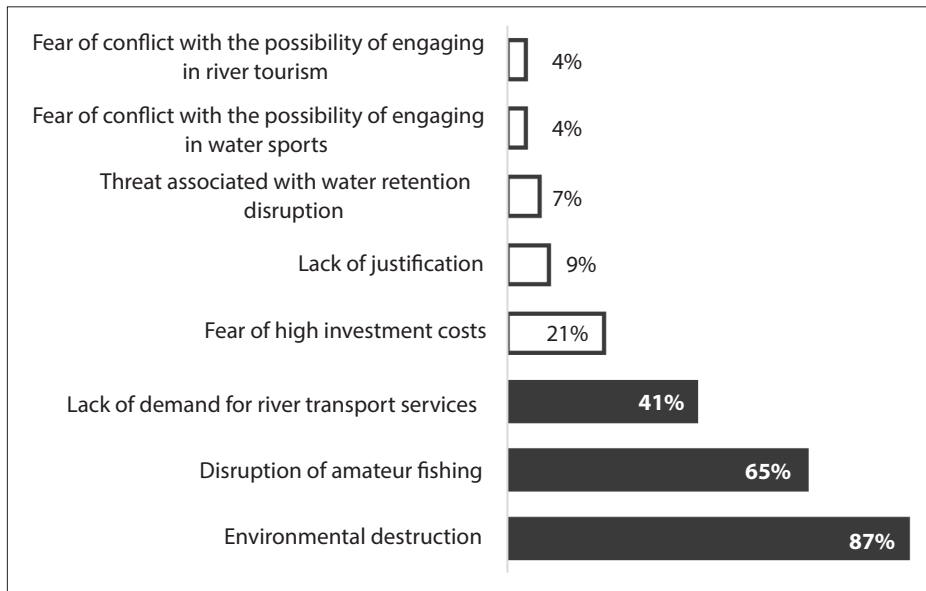 Fear of conflict with the possibility of engaging
in river tourism
4%
Fear of conflict with the possibility of engaging
in water sports
4%
Threat associated with water retention
disruption
7%
Lack of justification
9%
Fear of high investment costs
21%
Lack of demand for river transport services
41%
Disruption of amateur fishing
65%
Environmental destruction
87%